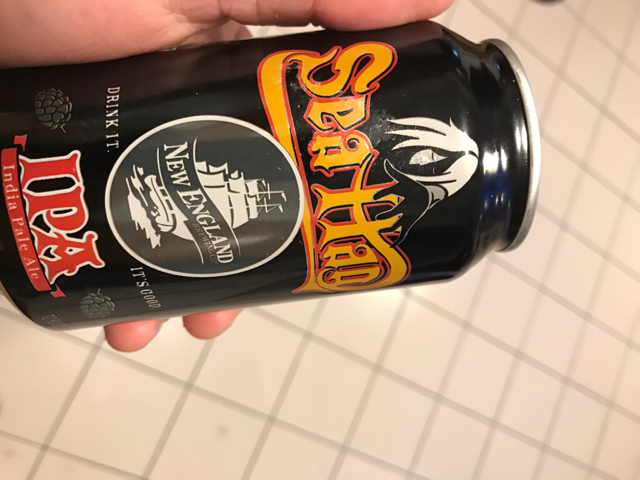 Sea Hag
NEW ENGLAND
DRINK IT.
IT'S GOOD
IPA
India Pale Ale